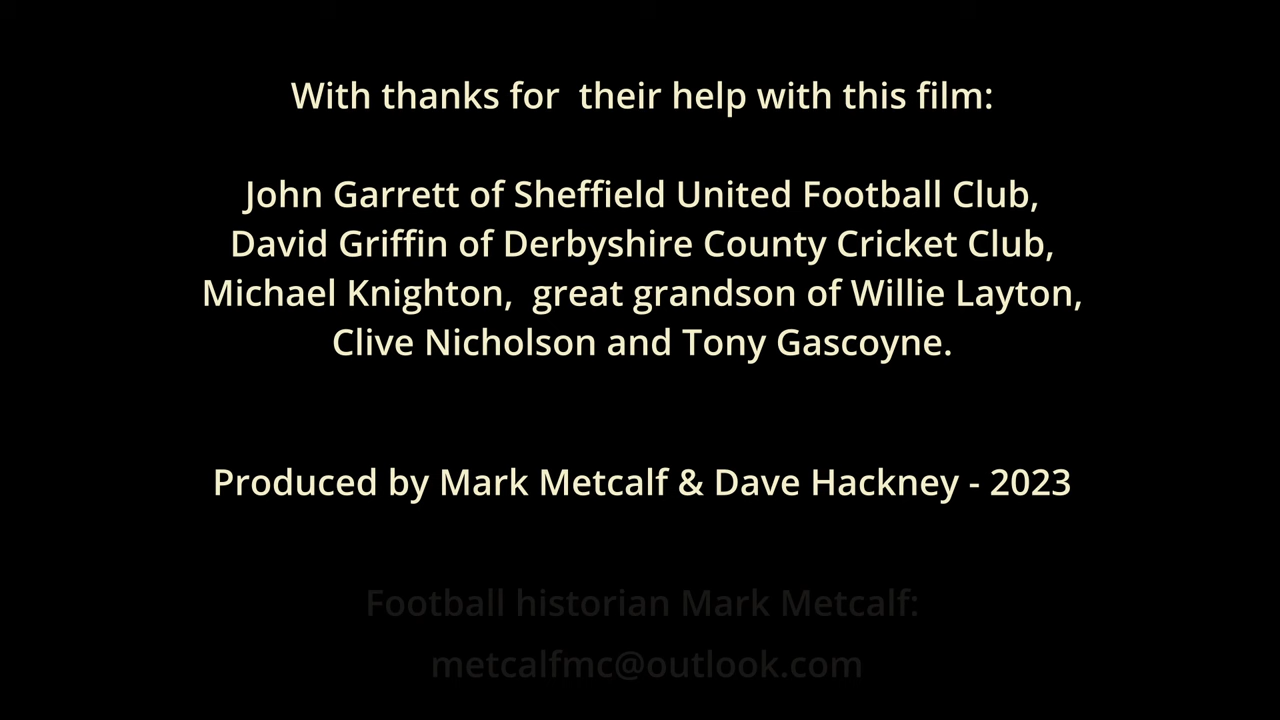 With thanks for  their help with this film:
John Garrett of Sheffield United Football Club,
David Griffin of Derbyshire County Cricket Club,
Michael Knighton,  great grandson of Willie Layton,
Clive Nicholson and Tony Gascoyne.
Produced by Mark Metcalf & Dave Hackney - 2023
Football historian Mark Metcalf:
metcalfmc@outlook.com